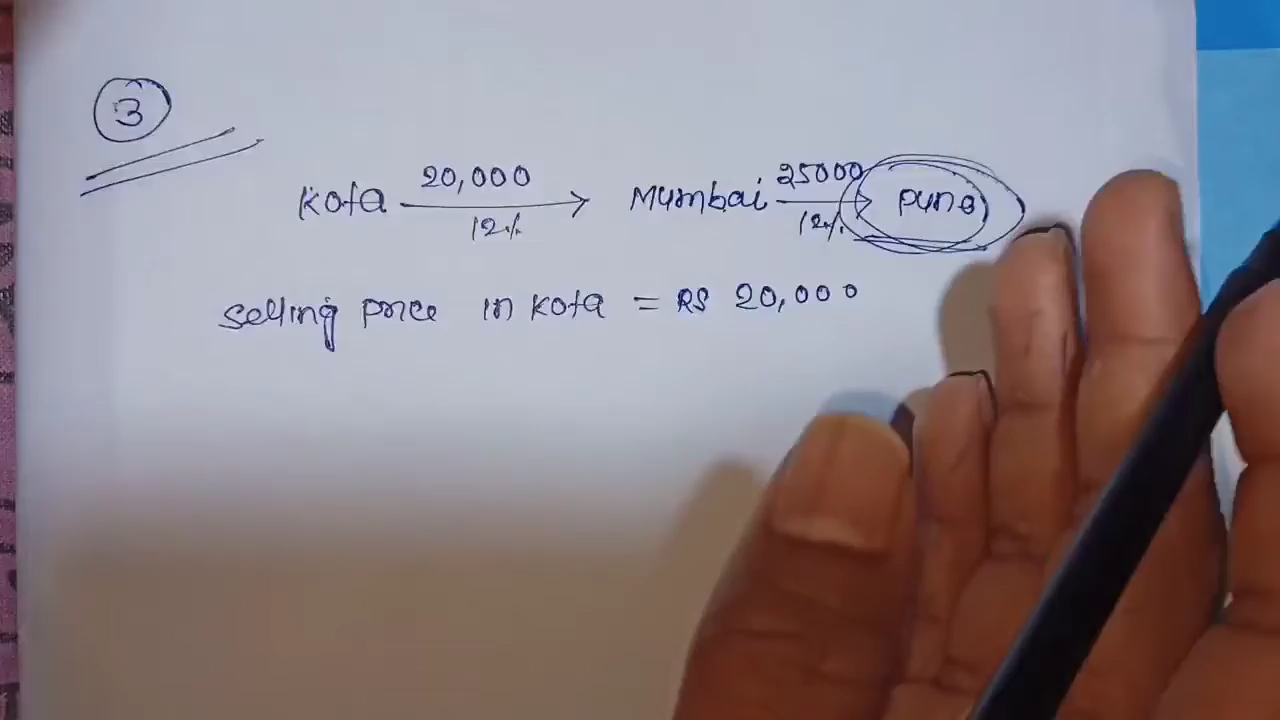 3
Kota 20,000 12% Mumbai 25000 12% Pune
Selling price in Kota = RS 20,000